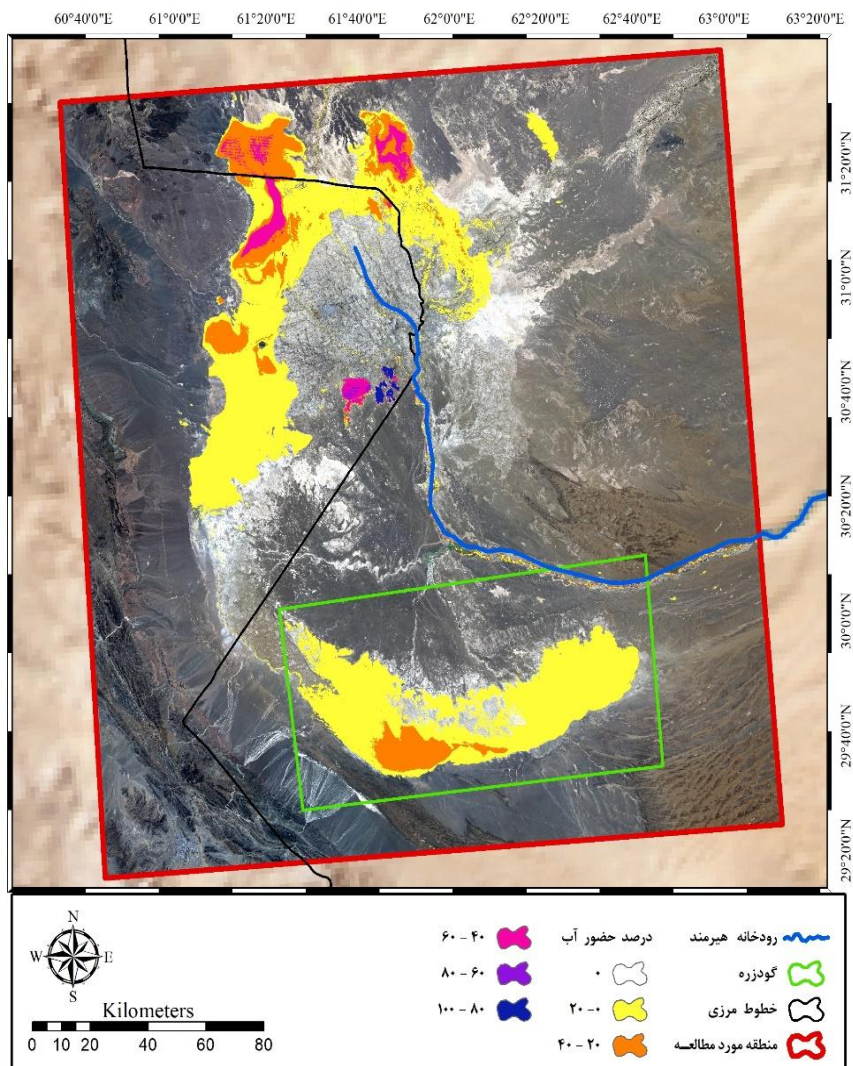 60°40'0"E 61°0'0"E 61°20'0"E 61°40'0"E 62°0'0"E 62°20'0"E 62°40'0"E 63°0'0"E 63°20'0"E
31°20'0"N
31°0'0"N
30°40'0"N
30°20'0"N
30°0'0"N
29°40'0"N
29°20'0"N
N
W E
S
Kilometers
0 10 20 40 60 80
رودخانه هیرمند
گودزره
خطوط مرزی
منطقه مورد مطالعه
درصد حضور آب
۰
۲۰ - ۰
۴۰ - ۲۰
۶۰ - ۴۰
۸۰ - ۶۰
۱۰۰ - ۸۰